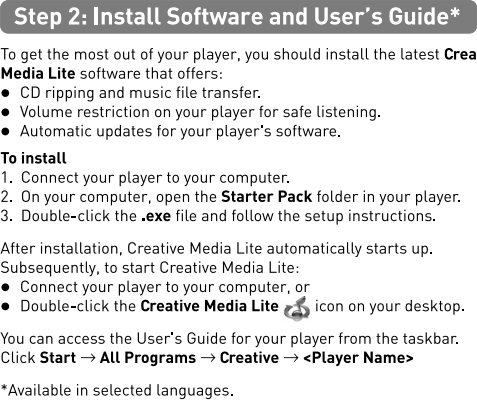 Step 2: Install Software and User's Guide*
To get the most out of your player, you should install the latest Crea
Media Lite software that offers:
● CD ripping and music file transfer.
● Volume restriction on your player for safe listening.
● Automatic updates for your player's software.
To install
1. Connect your player to your computer.
2. On your computer, open the Starter Pack folder in your player.
3. Double-click the .exe file and follow the setup instructions.
After installation, Creative Media Lite automatically starts up.
Subsequently, to start Creative Media Lite:
● Connect your player to your computer, or
● Double-click the Creative Media Lite icon on your desktop.
You can access the User's Guide for your player from the taskbar.
Click Start → All Programs → Creative → <Player Name>
*Available in selected languages.